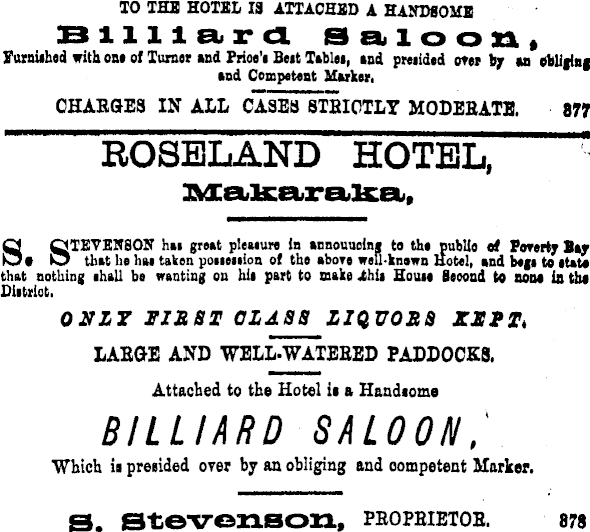 TO THE HOTEL IS ATTACHED A HANDSOME
Billiard Saloon,
Furnished with one of Turner and Price's Best Tables, and presided over by an obliging
and Competent Marker.
CHARGES IN ALL CASES STRICTLY MODERATE. 877
ROSELAND HOTEL,
Makaraka,
S. STEVENSON has great pleasure in announcing to the public of Poverty Bay
that he has taken possession of the above well-known Hotel, and begs to state
that nothing shall be wanting on his part to make this House Second to none in the
District.
ONLY FIRST CLASS LIQUORS KEPT.
LARGE AND WELL-WATERED PADDOCKS.
Attached to the Hotel is a Handsome
BILLIARD SALOON,
Which is presided over by an obliging and competent Marker.
S. Stevenson, PROPRIETOR. 878